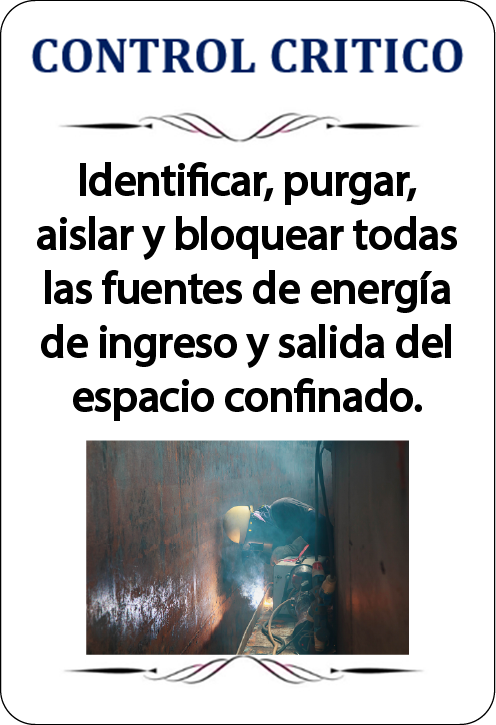 CONTROL CRITICO
Identificar, purgar,
aislar y bloquear todas
las fuentes de energía
de ingreso y salida del
espacio confinado.